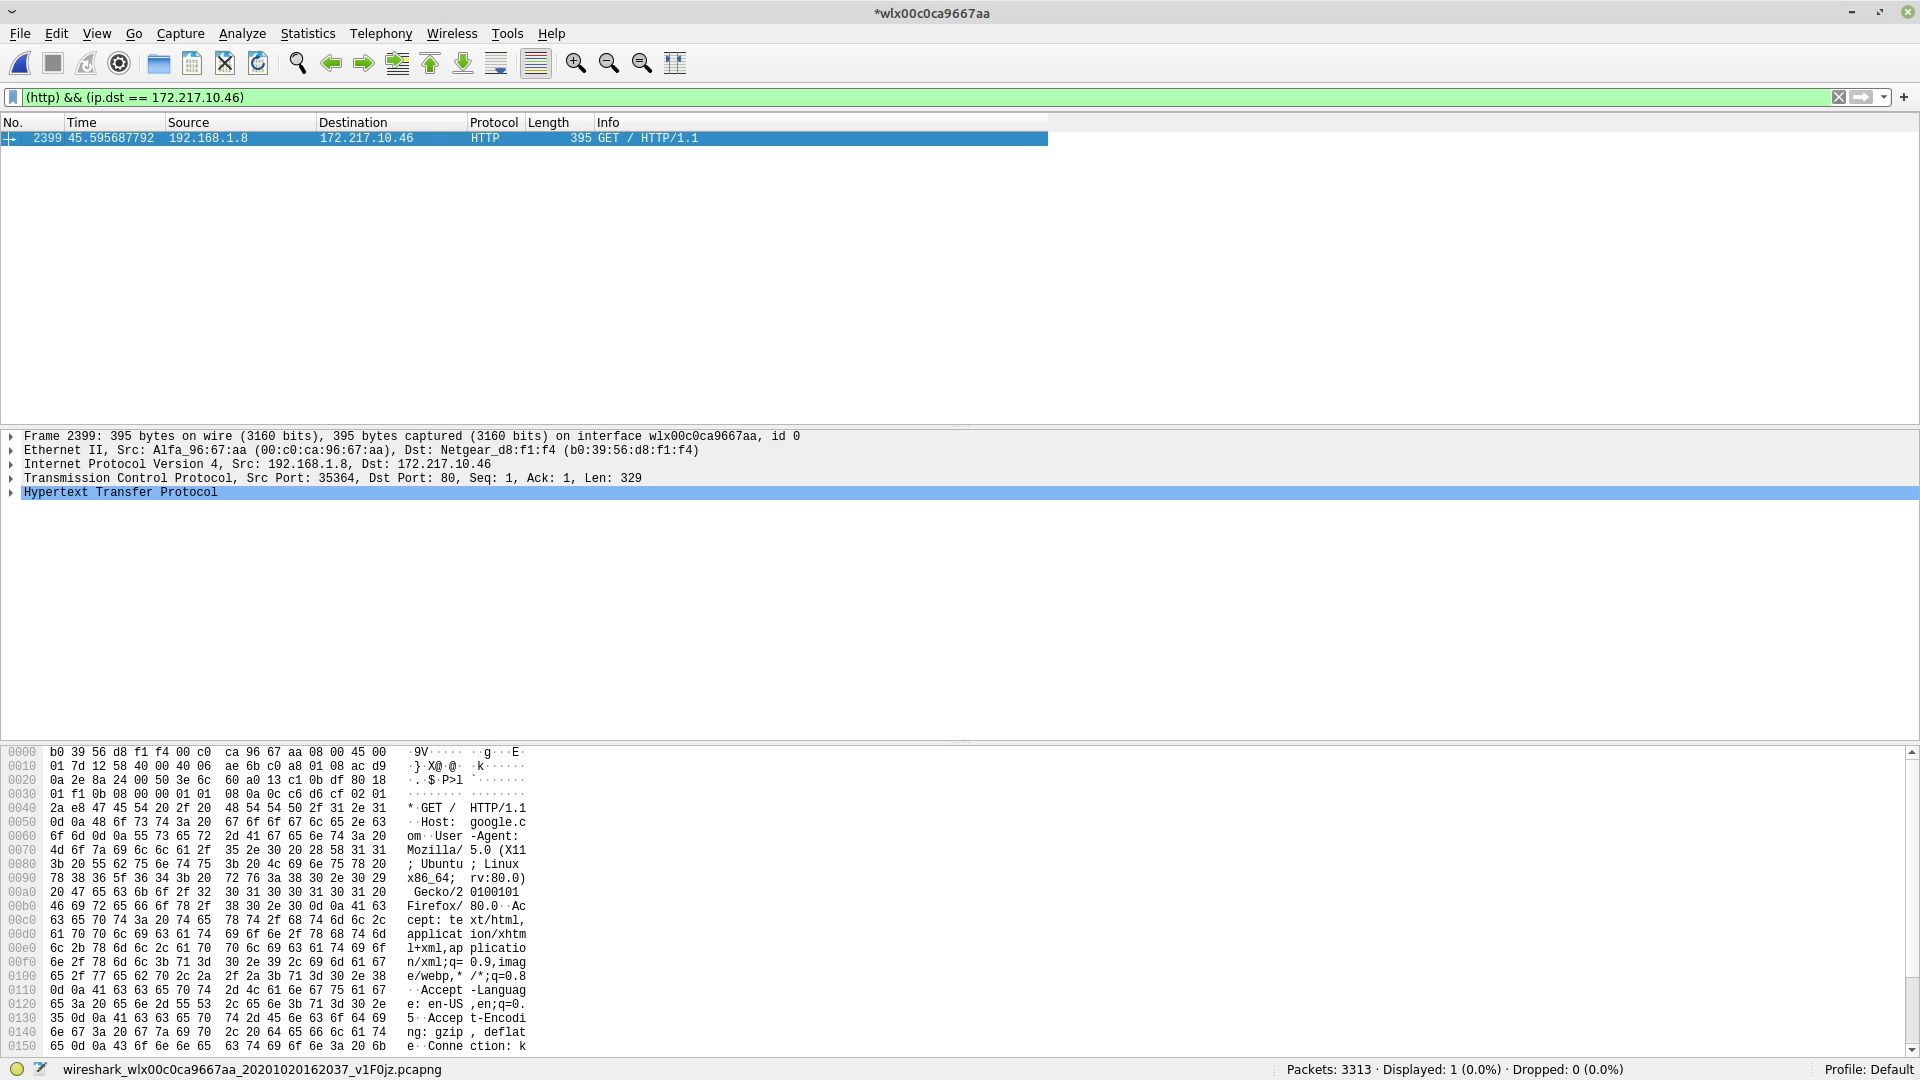 *wlx00c0ca9667aa
File Edit View Go Capture Analyze Statistics Telephony Wireless Tools Help
(http) && (ip.dst == 172.217.10.46)
No. Time Source Destination Protocol Length Info
2399 45.595687792 192.168.1.8 172.217.10.46 HTTP 395 GET / HTTP/1.1
Frame 2399: 395 bytes on wire (3160 bits), 395 bytes captured (3160 bits) on interface wlx00c0ca9667aa, id 0
Ethernet II, Src: Alfa_96:67:aa (00:c0:ca:96:67:aa), Dst: Netgear_d8:f1:f4 (b0:39:56:d8:f1:f4)
Internet Protocol Version 4, Src: 192.168.1.8, Dst: 172.217.10.46
Transmission Control Protocol, Src Port: 35364, Dst Port: 80, Seq: 1, Ack: 1, Len: 329
Hypertext Transfer Protocol
0000 b0 39 56 d8 f1 f4 00 c0 ca 96 67 aa 08 00 45 00 ·9V····· ··g···E·
0010 01 7d 12 58 40 00 40 06 ae 6b c0 a8 01 08 ac d9 ·}·X@·@· ·k······
0020 0a 2e 8a 24 00 50 3e 6c 60 a0 13 c1 0b df 80 18 ·.·$·P>l `·······
0030 01 f1 0b 08 00 00 01 01 08 0a 0c c6 d6 cf 02 01 ········ ········
0040 2a e8 47 45 54 20 2f 20 48 54 54 50 2f 31 2e 31 *·GET / HTTP/1.1
0050 0d 0a 48 6f 73 74 3a 20 67 6f 6f 67 6c 65 2e 63 ··Host: google.c
0060 6f 6d 0d 0a 55 73 65 72 2d 41 67 65 6e 74 3a 20 om··User -Agent:
0070 4d 6f 7a 69 6c 6c 61 2f 35 2e 30 20 28 58 31 31 Mozilla/ 5.0 (X11
0080 3b 20 55 62 75 6e 74 75 3b 20 4c 69 6e 75 78 20 ; Ubuntu ; Linux
0090 78 38 36 5f 36 34 3b 20 72 76 3a 38 30 2e 30 29 x86_64; rv:80.0)
00a0 20 47 65 63 6b 6f 2f 32 30 31 30 30 31 30 31 20 Gecko/2 0100101
00b0 46 69 72 65 66 6f 78 2f 38 30 2e 30 0d 0a 41 63 Firefox/ 80.0··Ac
00c0 63 65 70 74 3a 20 74 65 78 74 2f 68 74 6d 6c 2c cept: te xt/html,
00d0 61 70 70 6c 69 63 61 74 69 6f 6e 2f 78 68 74 6d applicat ion/xhtm
00e0 6c 2b 78 6d 6c 2c 61 70 70 6c 69 63 61 74 69 6f l+xml,ap plicatio
00f0 6e 2f 78 6d 6c 3b 71 3d 30 2e 39 2c 69 6d 61 67 n/xml;q= 0.9,imag
0100 65 2f 77 65 62 70 2c 2a 2f 2a 3b 71 3d 30 2e 38 e/webp,* /*;q=0.8
0110 0d 0a 41 63 63 65 70 74 2d 4c 61 6e 67 75 61 67 ··Accept -Languag
0120 65 3a 20 65 6e 2d 55 53 2c 65 6e 3b 71 3d 30 2e e: en-US ,en;q=0.
0130 35 0d 0a 41 63 63 65 70 74 2d 45 6e 63 6f 64 69 5··Accep t-Encodi
0140 6e 67 3a 20 67 7a 69 70 2c 20 64 65 66 6c 61 74 ng: gzip , deflat
0150 65 0d 0a 43 6f 6e 6e 65 63 74 69 6f 6e 3a 20 6b e··Conne ction: k
wireshark_wlx00c0ca9667aa_20201020162037_v1F0jz.pcapng Packets: 3313 · Displayed: 1 (0.0%) · Dropped: 0 (0.0%) Profile: Default